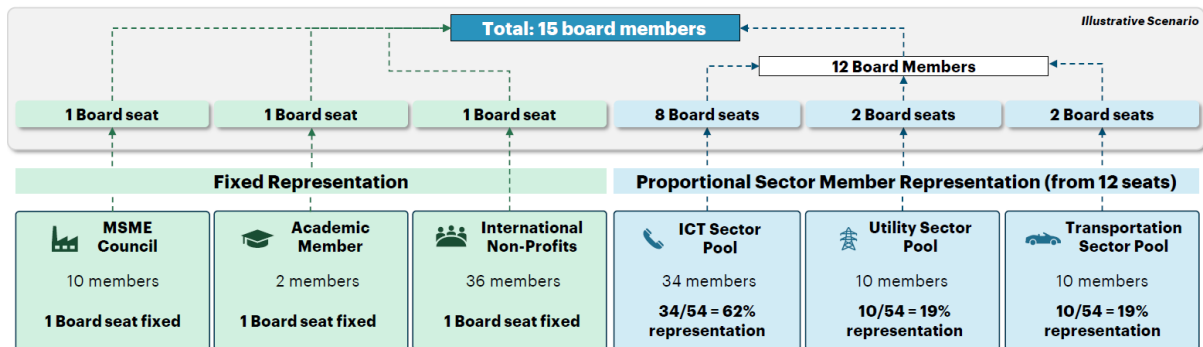 Illustrative Scenario
Total: 15 board members
12 Board Members
1 Board seat
1 Board seat
1 Board seat
8 Board seats
2 Board seats
2 Board seats
Fixed Representation
Proportional Sector Member Representation (from 12 seats)
MSME
Council
10 members
1 Board seat fixed
Academic
Member
2 members
1 Board seat fixed
International
Non-Profits
36 members
1 Board seat fixed
ICT Sector
Pool
34 members
34/54 = 62%
representation
Utility Sector
Pool
10 members
10/54 = 19%
representation
Transportation
Sector Pool
10 members
10/54 = 19%
representation